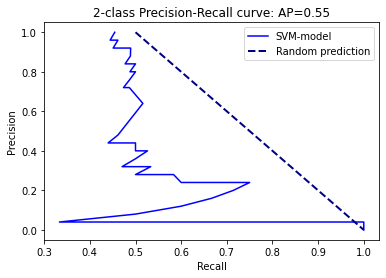 2-class Precision-Recall curve: AP=0.55
SVM-model
Random prediction
Precision
1.0
0.8
0.6
0.4
0.2
0.0
0.3 0.4 0.5 0.6 0.7 0.8 0.9 1.0
Recall